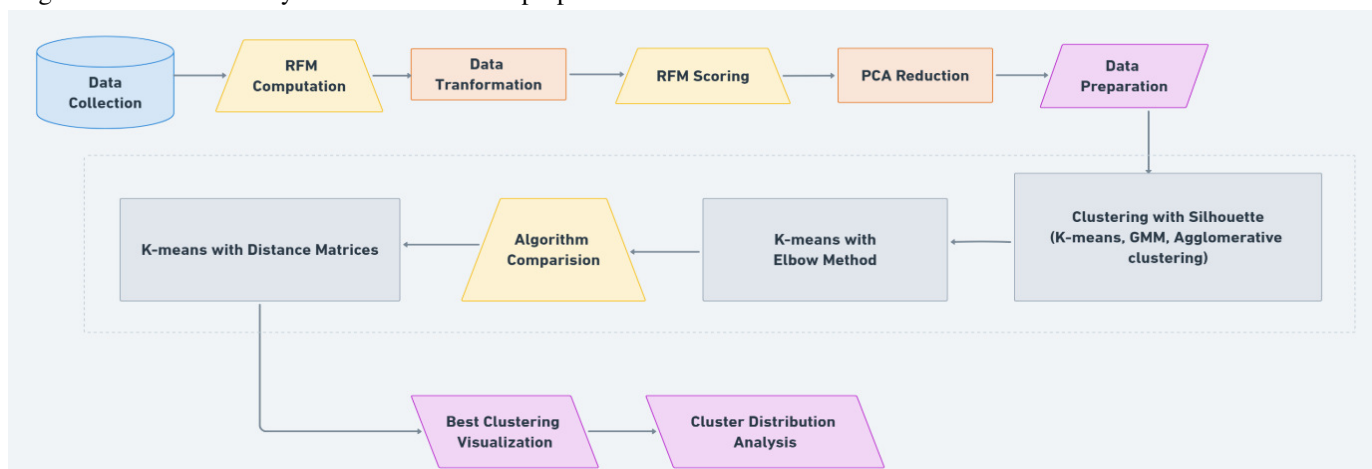 Data
Collection
RFM
Computation
Data
Tranformation
RFM Scoring
PCA Reduction
Data
Preparation
Clustering with Silhouette
(K-means, GMM, Agglomerative
clustering)
K-means with
Elbow Method
Algorithm
Comparision
K-means with Distance Matrices
Best Clustering
Visualization
Cluster Distribution
Analysis